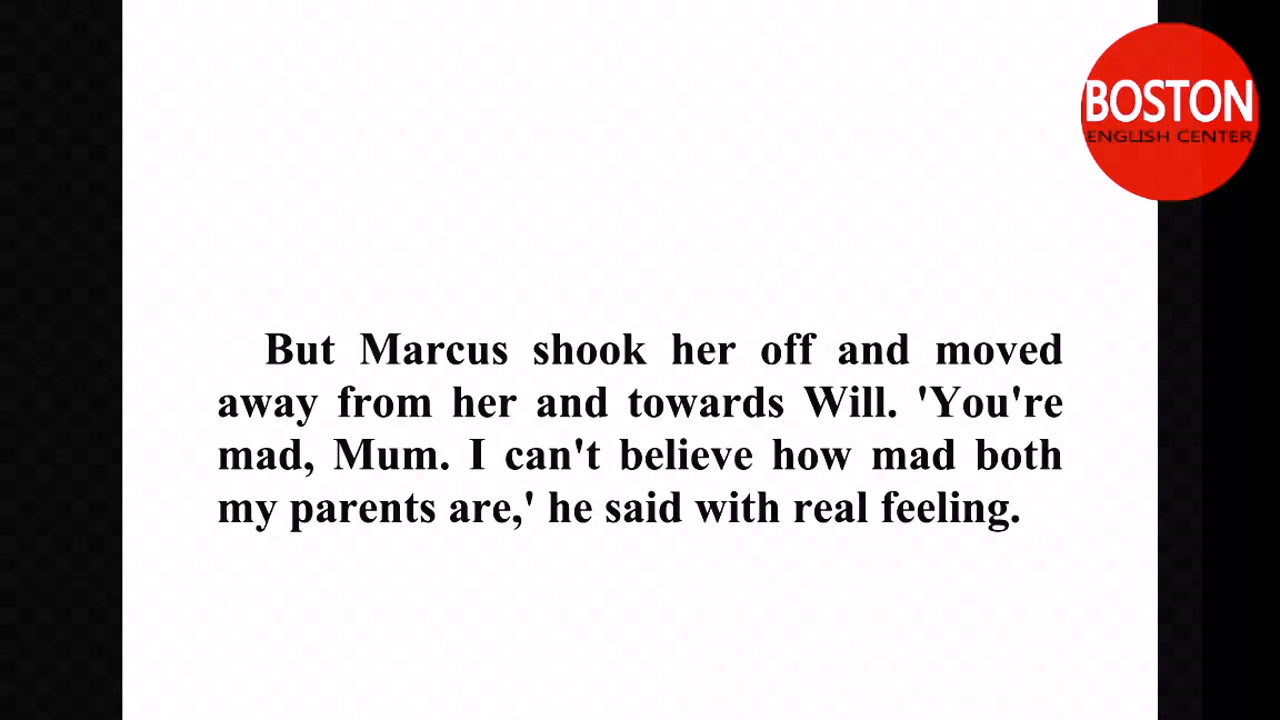 BOSTON
ENGLISH CENTER
But Marcus shook her off and moved
away from her and towards Will. 'You're
mad, Mum. I can't believe how mad both
my parents are,' he said with real feeling.